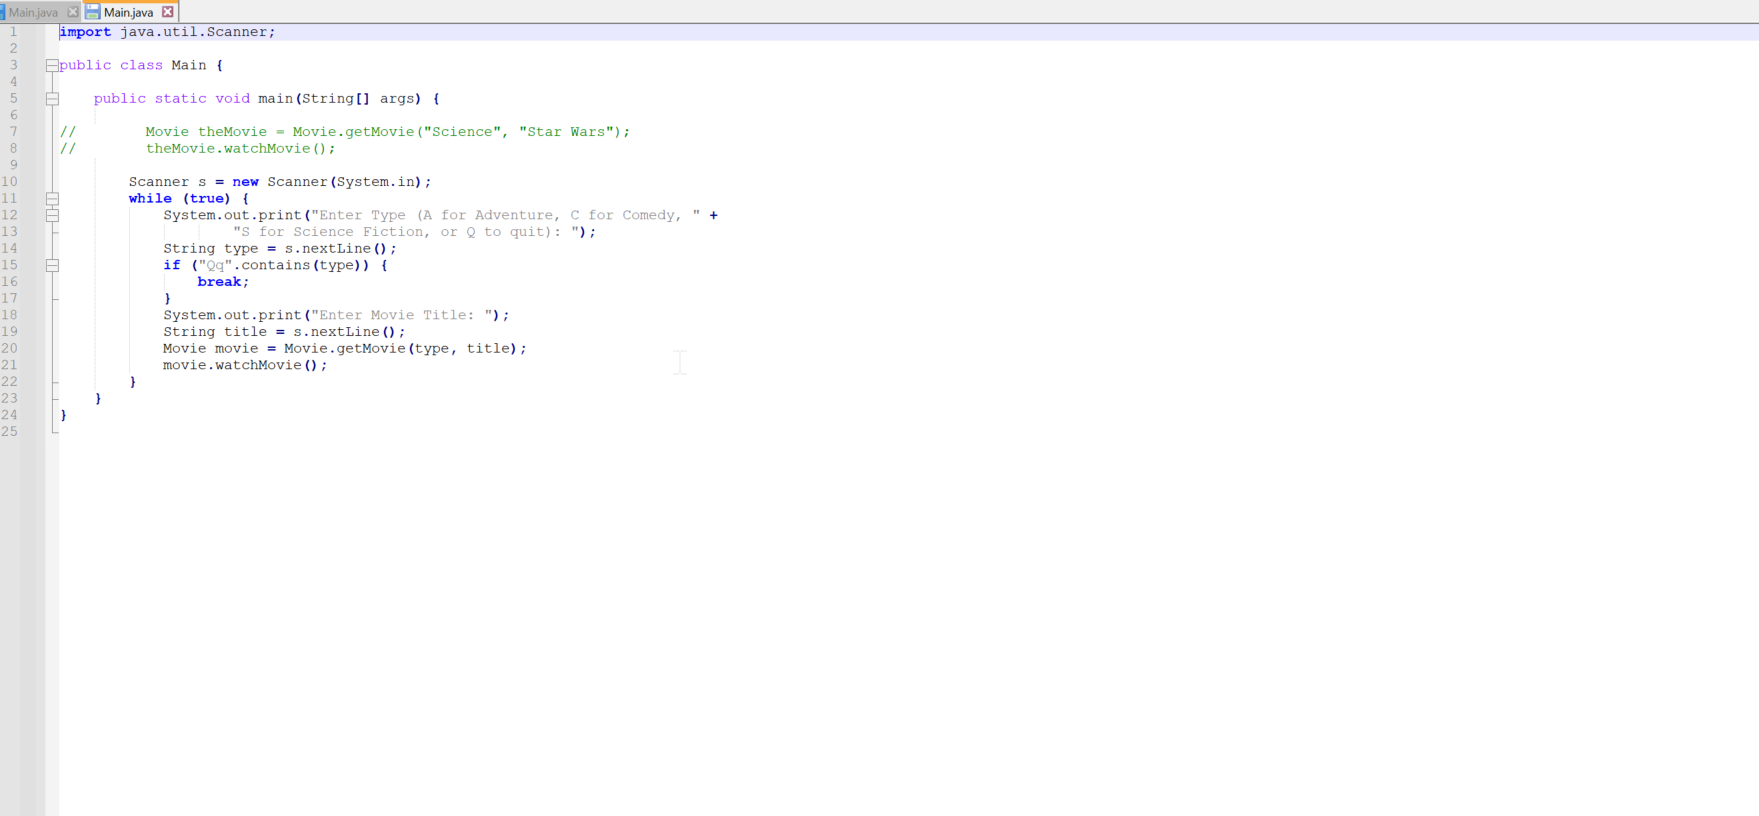 Main.java Main.java
1 import java.util.Scanner;
2
3 public class Main {
4
5     public static void main(String[] args) {
6
7 //        Movie theMovie = Movie.getMovie("Science", "Star Wars");
8 //        theMovie.watchMovie();
9
10         Scanner s = new Scanner(System.in);
11         while (true) {
12             System.out.print("Enter Type (A for Adventure, C for Comedy, " +
13                     "S for Science Fiction, or Q to quit): ");
14             String type = s.nextLine();
15             if ("Qq".contains(type)) {
16                 break;
17             }
18             System.out.print("Enter Movie Title: ");
19             String title = s.nextLine();
20             Movie movie = Movie.getMovie(type, title);
21             movie.watchMovie();
22         }
23     }
24 }
25